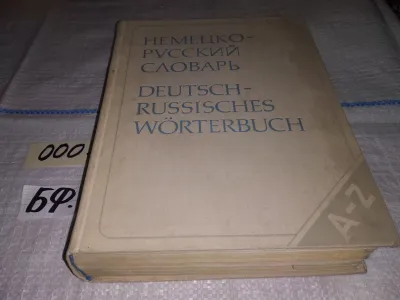 НЕМЕЦКО-
РУССКИЙ
СЛОВАРЬ
DEUTSCH-
RUSSISCHES
WÖRTERBUCH
A-Z
000
БФ.